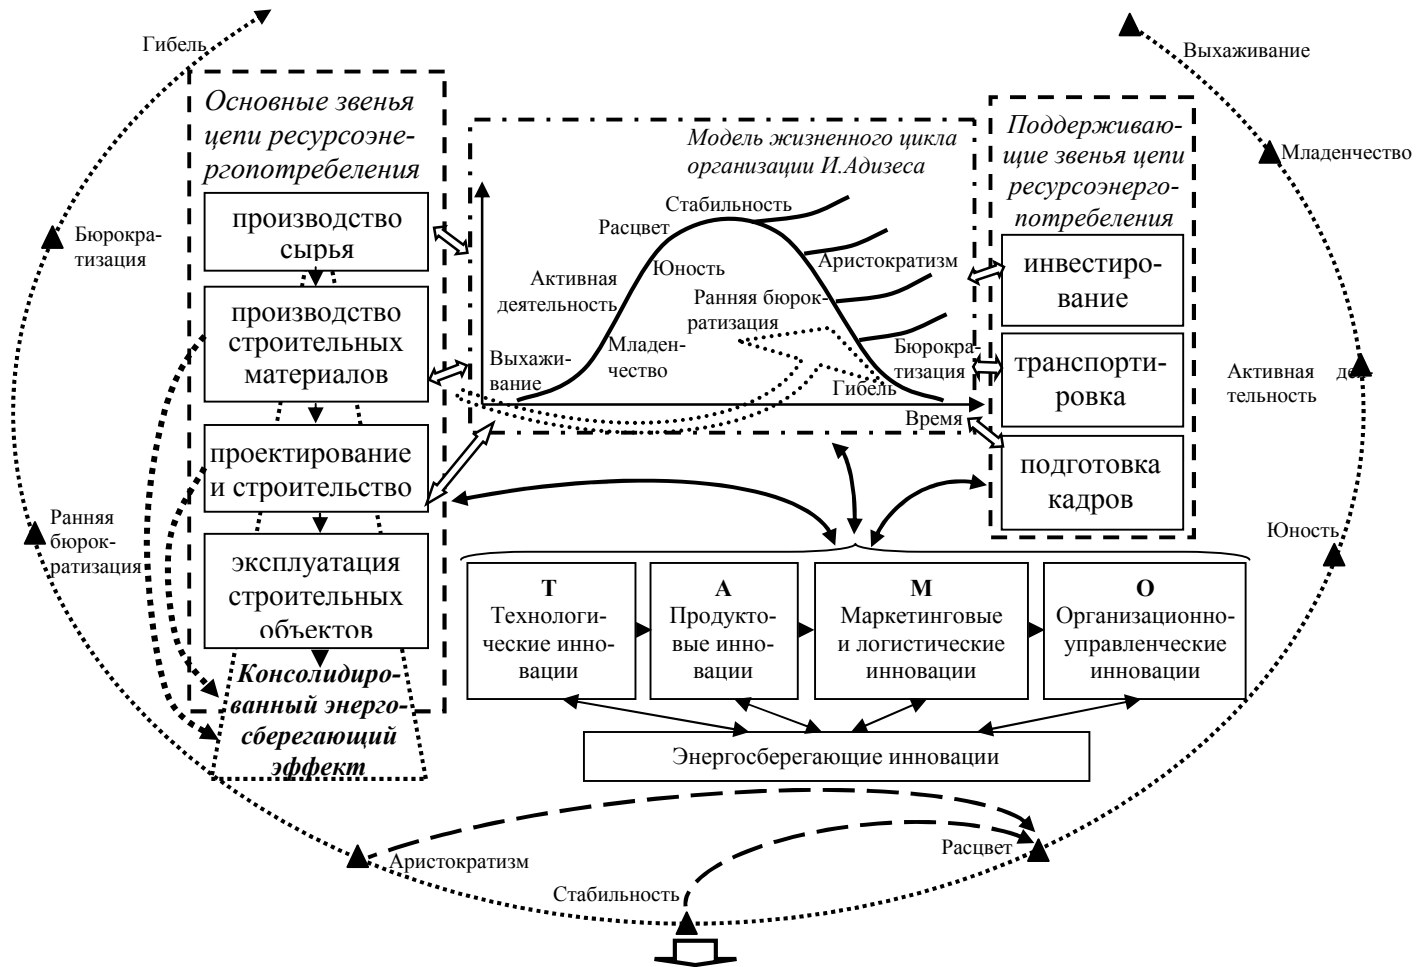 Гибель
Выхаживание
Основные звенья
цепи ресурсоэне-
ргопотребеления
Модель жизненного цикла
организации И.Адизеса
Поддерживаю-
щие звенья цепи
ресурсоэнерго-
потребеления
Младенчество
производство
сырья
Стабильность
Расцвет
Бюрокра-
тизация
Юность
Аристократизм
Активная
деятельность
Ранняя бюрок-
ратизация
инвестиро-
вание
производство
строительных
материалов
Младен-
чество
Выхажи-
вание
Бюрокра-
тизация
Гибель
Время
транспорти-
ровка
Активная дея-
тельность
проектирование
и строительство
подготовка
кадров
Ранняя
бюрок-
ратизация
Юность
эксплуатация
строительных
объектов
Т
Технологи-
ческие инно-
вации
А
Продукто-
вые инно-
вации
М
Маркетинговые
и логистические
инновации
О
Организационно-
управленческие
инновации
Консолидиро-
ванный энерго-
сберегающий
эффект
Энергосберегающие инновации
Аристократизм
Расцвет
Стабильность